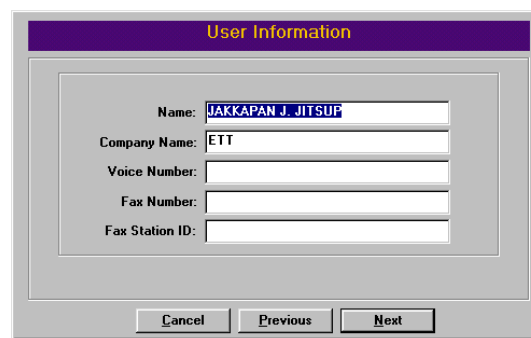 User Information
Name: JAKKAPAN J. JITSUP
Company Name: ETT
Voice Number:
Fax Number:
Fax Station ID:
Cancel Previous Next